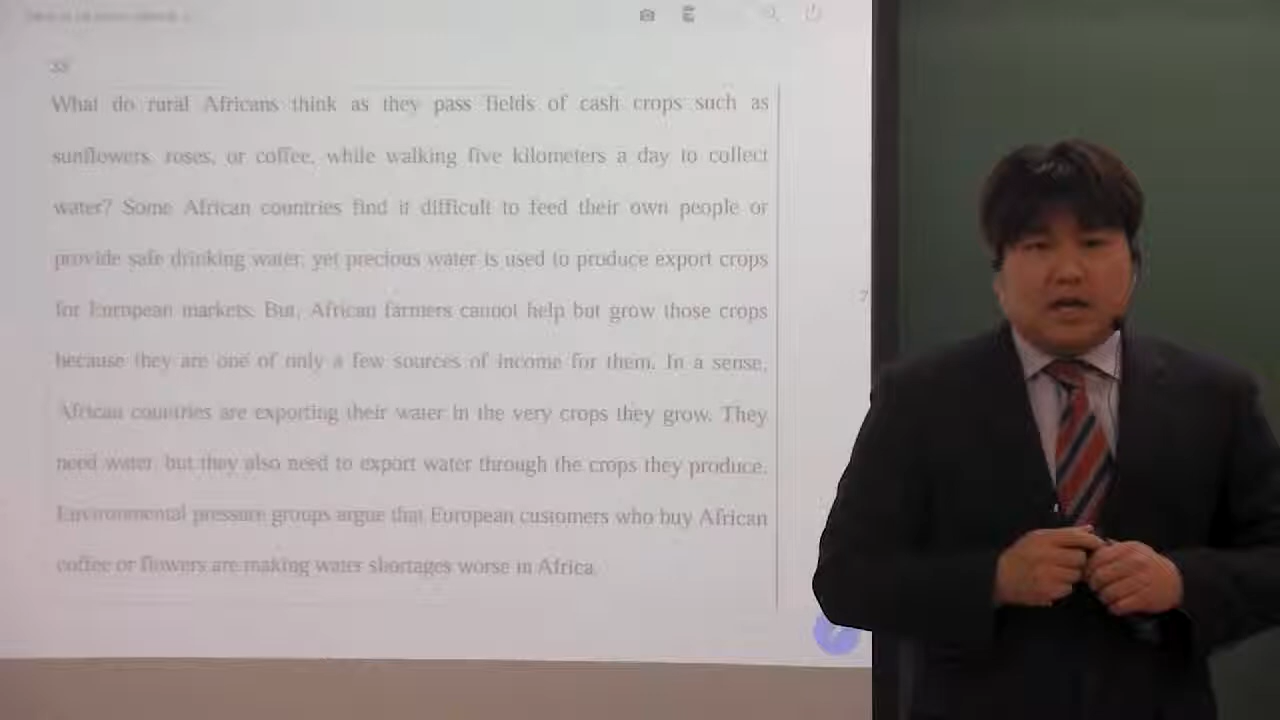 33
What do rural Africans think as they pass fields of cash crops such as
sunflowers, roses, or coffee, while walking five kilometers a day to collect
water? Some African countries find it difficult to feed their own people or
provide safe drinking water, yet precious water is used to produce export crops
for European markets. But, African farmers cannot help but grow those crops
because they are one of only a few sources of income for them. In a sense,
African countries are exporting their water in the very crops they grow. They
need water, but they also need to export water through the crops they produce.
Environmental pressure groups argue that European customers who buy African
coffee or flowers are making water shortages worse in Africa.
7